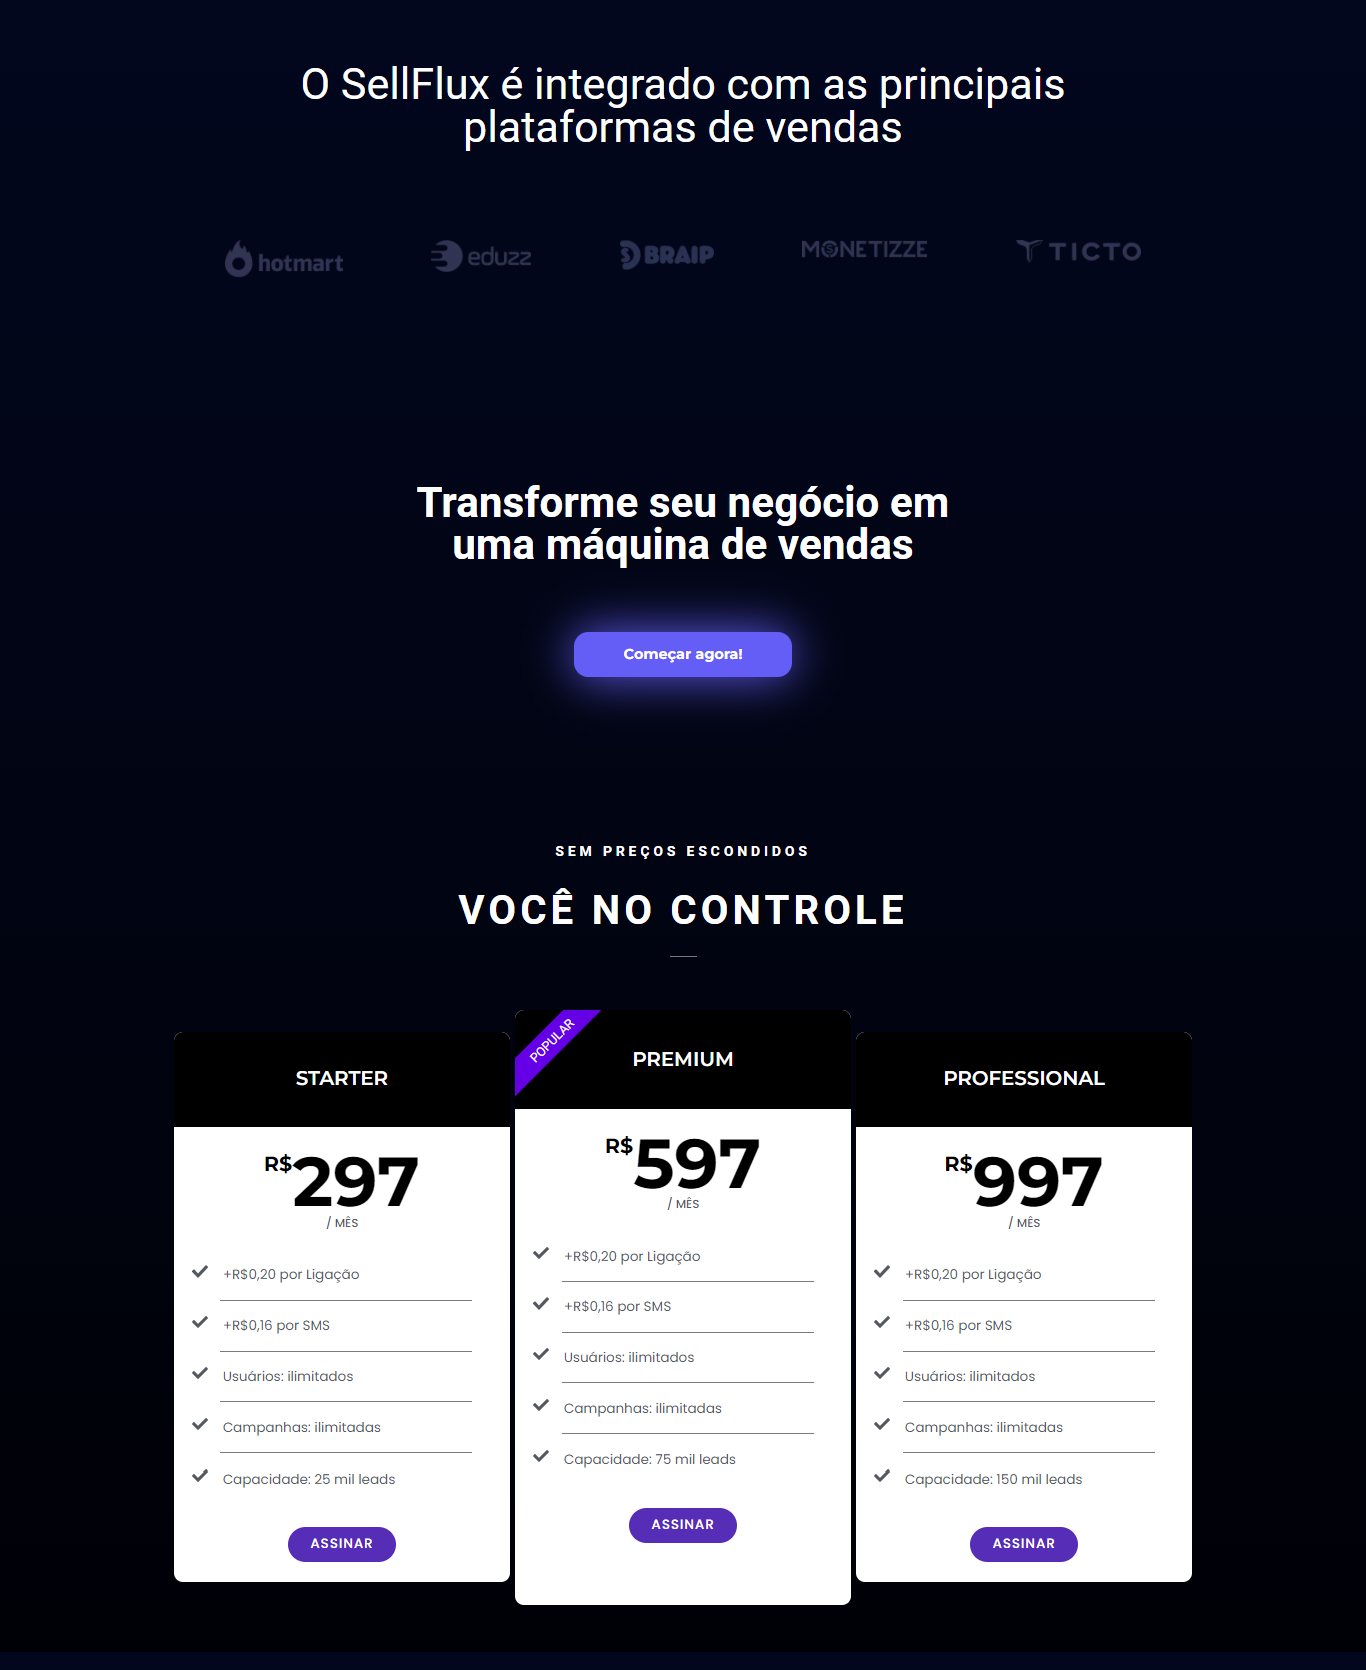 O SellFlux é integrado com as principais
plataformas de vendas
hotmart
eduzz
BRAIP
MONETIZZE
TICTO
Transforme seu negócio em
uma máquina de vendas
Começar agora!
SEM PREÇOS ESCONDIDOS
VOCÊ NO CONTROLE
STARTER
R$297
/ MÊS
+R$0,20 por Ligação
+R$0,16 por SMS
Usuários: ilimitados
Campanhas: ilimitadas
Capacidade: 25 mil leads
ASSINAR
POPULAR
PREMIUM
R$597
/ MÊS
+R$0,20 por Ligação
+R$0,16 por SMS
Usuários: ilimitados
Campanhas: ilimitadas
Capacidade: 75 mil leads
ASSINAR
PROFESSIONAL
R$997
/ MÊS
+R$0,20 por Ligação
+R$0,16 por SMS
Usuários: ilimitados
Campanhas: ilimitadas
Capacidade: 150 mil leads
ASSINAR